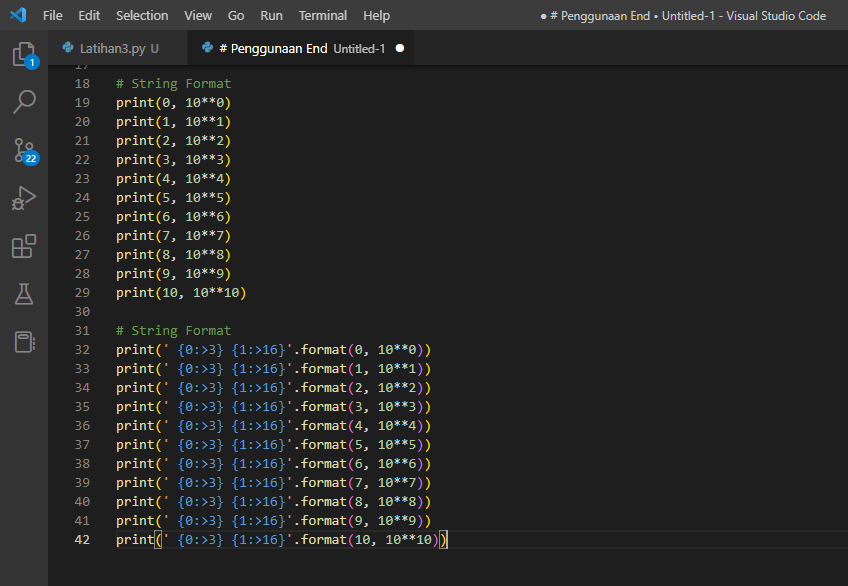 File Edit Selection View Go Run Terminal Help ● # Penggunaan End • Untitled-1 - Visual Studio Code
Latihan3.py U # Penggunaan End Untitled-1 ●
1
22
17
18 # String Format
19 print(0, 10**0)
20 print(1, 10**1)
21 print(2, 10**2)
22 print(3, 10**3)
23 print(4, 10**4)
24 print(5, 10**5)
25 print(6, 10**6)
26 print(7, 10**7)
27 print(8, 10**8)
28 print(9, 10**9)
29 print(10, 10**10)
30
31 # String Format
32 print(' {0:>3} {1:>16}'.format(0, 10**0))
33 print(' {0:>3} {1:>16}'.format(1, 10**1))
34 print(' {0:>3} {1:>16}'.format(2, 10**2))
35 print(' {0:>3} {1:>16}'.format(3, 10**3))
36 print(' {0:>3} {1:>16}'.format(4, 10**4))
37 print(' {0:>3} {1:>16}'.format(5, 10**5))
38 print(' {0:>3} {1:>16}'.format(6, 10**6))
39 print(' {0:>3} {1:>16}'.format(7, 10**7))
40 print(' {0:>3} {1:>16}'.format(8, 10**8))
41 print(' {0:>3} {1:>16}'.format(9, 10**9))
42 print(' {0:>3} {1:>16}'.format(10, 10**10))